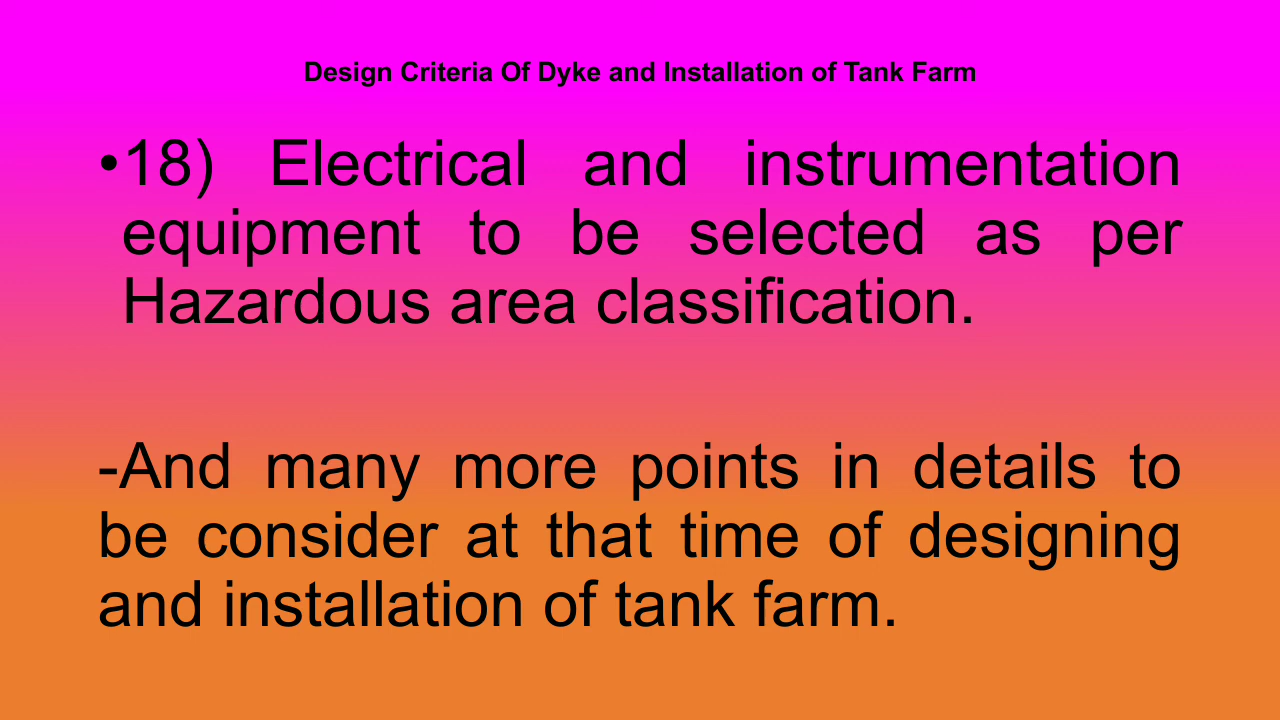 Design Criteria Of Dyke and Installation of Tank Farm
•18) Electrical and instrumentation
equipment to be selected as per
Hazardous area classification.
-And many more points in details to
be consider at that time of designing
and installation of tank farm.